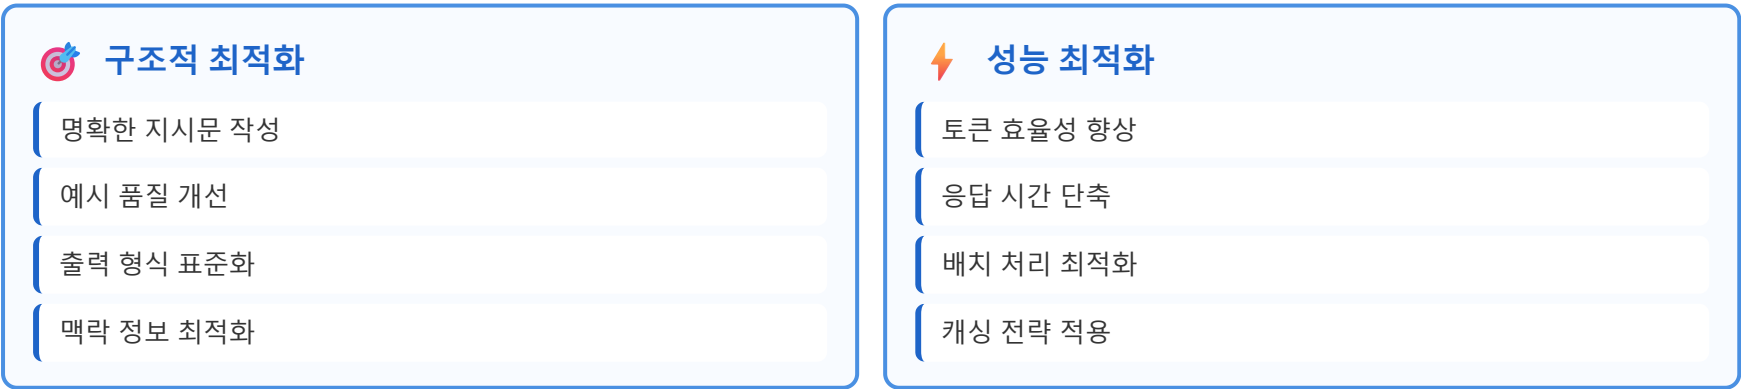 구조적 최적화
명확한 지시문 작성
예시 품질 개선
출력 형식 표준화
맥락 정보 최적화
성능 최적화
토큰 효율성 향상
응답 시간 단축
배치 처리 최적화
캐싱 전략 적용